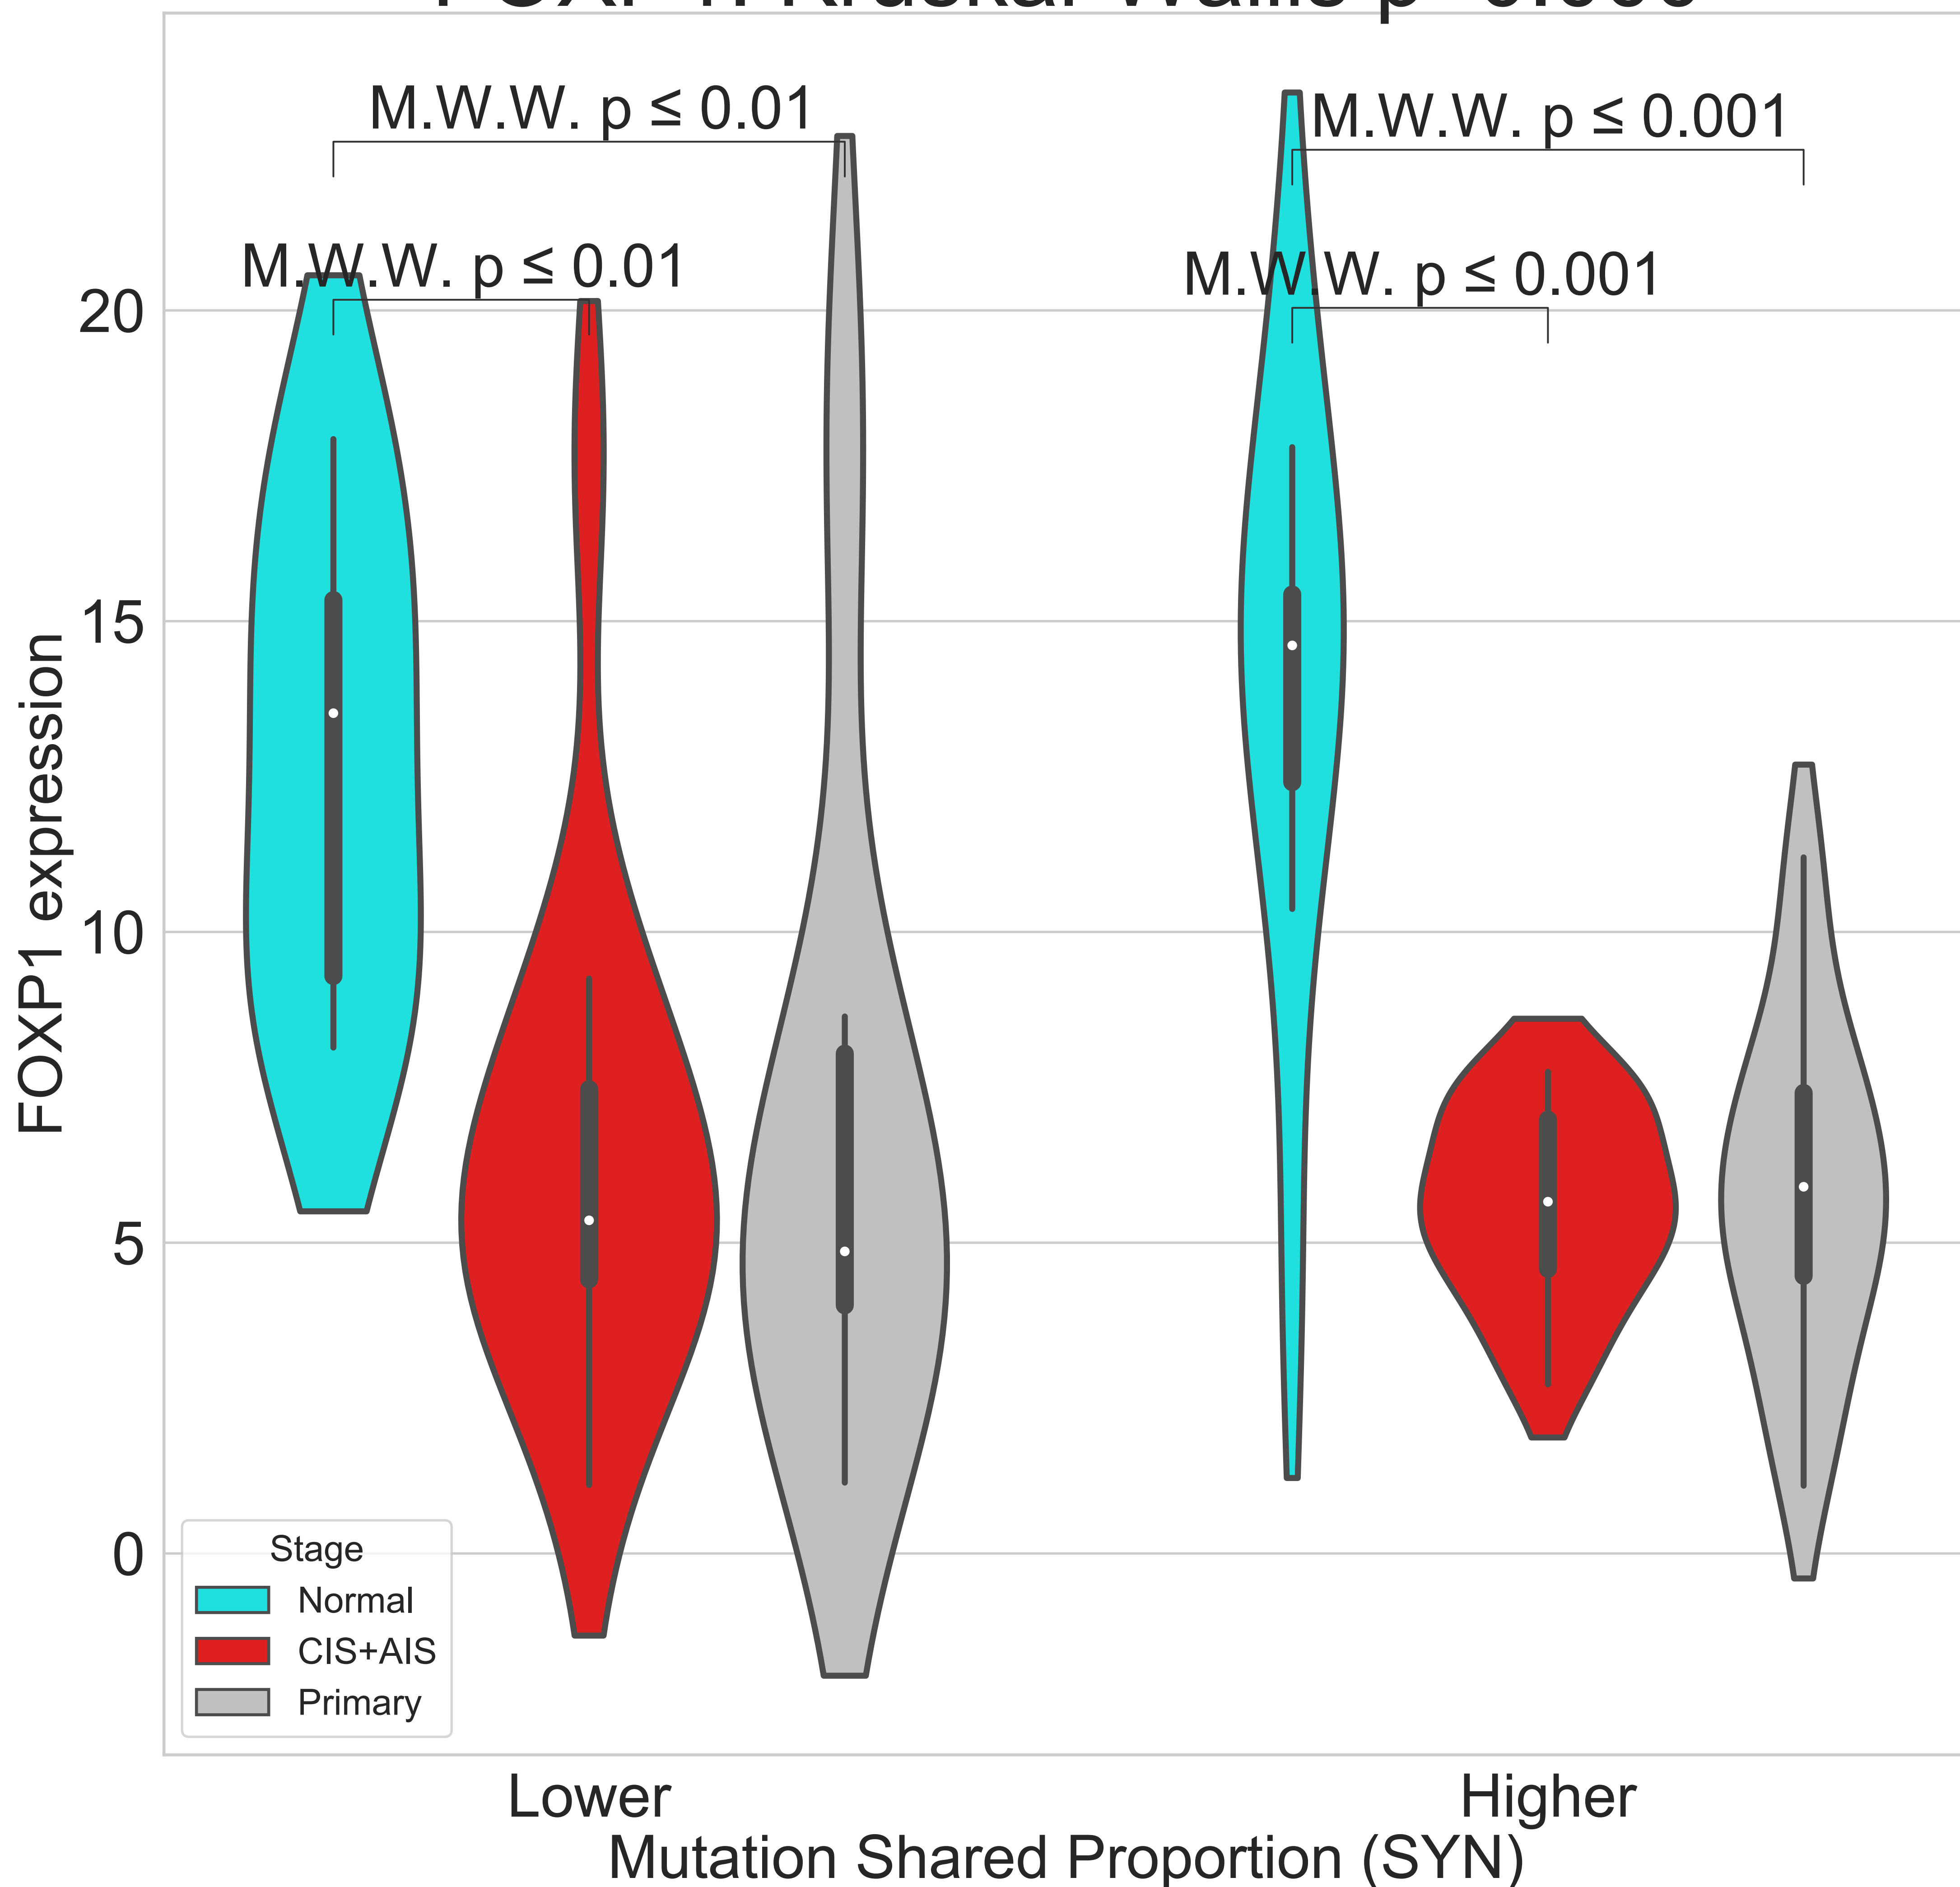 M.W.W. p ≤ 0.01
M.W.W. p ≤ 0.001
M.W.W. p ≤ 0.01
M.W.W. p ≤ 0.001
20
15
10
5
0
FOXP1 expression
Stage
Normal
CIS+AIS
Primary
Lower
Higher
Mutation Shared Proportion (SYN)